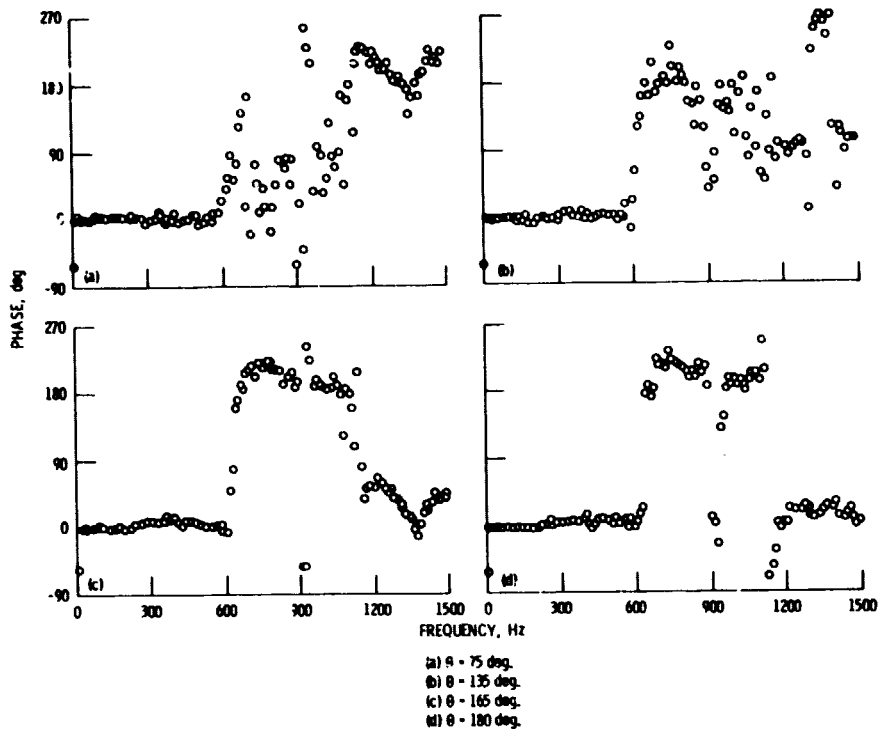 270
180
90
0
-90
(a)
(b)
PHASE, deg
270
180
90
0
-90
(c)
(d)
0 300 600 900 1200 1500 0 300 600 900 1200 1500
FREQUENCY, Hz
(a) θ - 75 deg.
(b) θ - 135 deg.
(c) θ - 165 deg.
(d) θ - 180 deg.